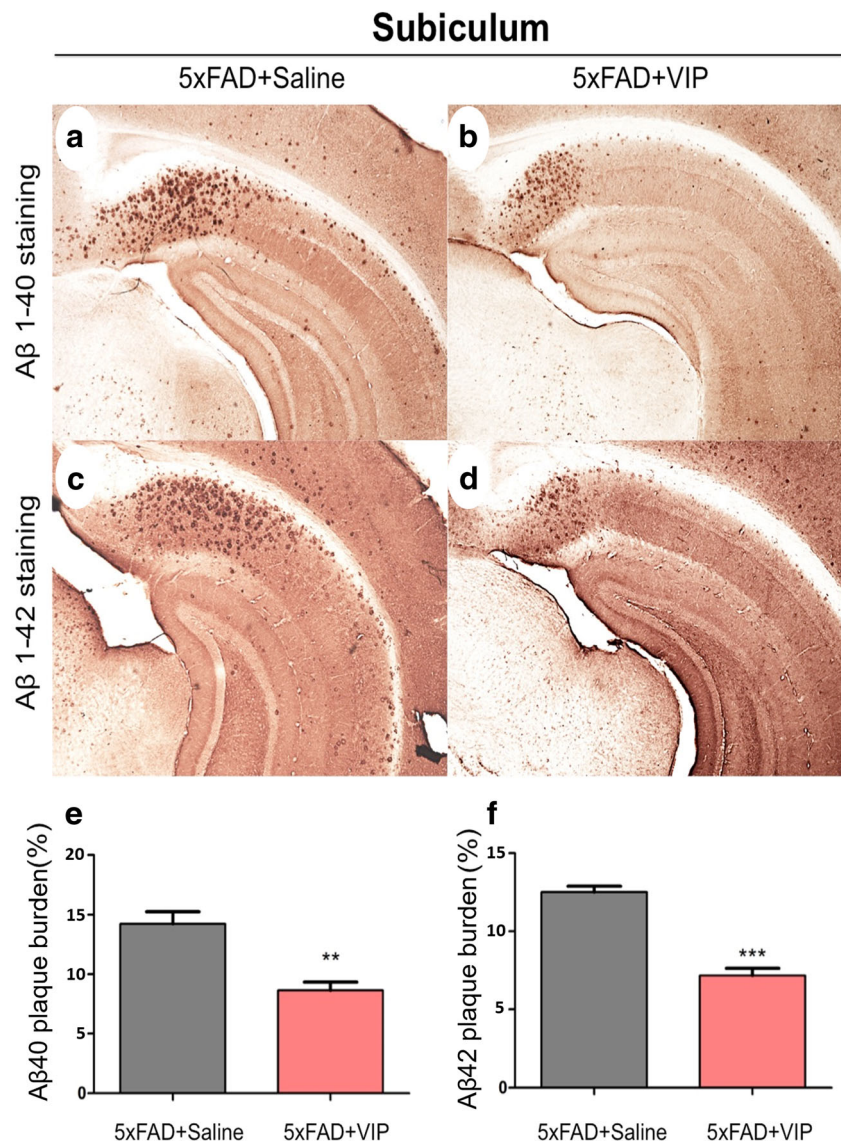 Subiculum
5xFAD+Saline
5xFAD+VIP
a
b
Aβ 1-40 staining
c
d
Aβ 1-42 staining
e
Aβ40 plaque burden(%)
20
15
10
5
0
**
5xFAD+Saline
5xFAD+VIP
f
Aβ42 plaque burden(%)
15
10
5
0
***
5xFAD+Saline
5xFAD+VIP